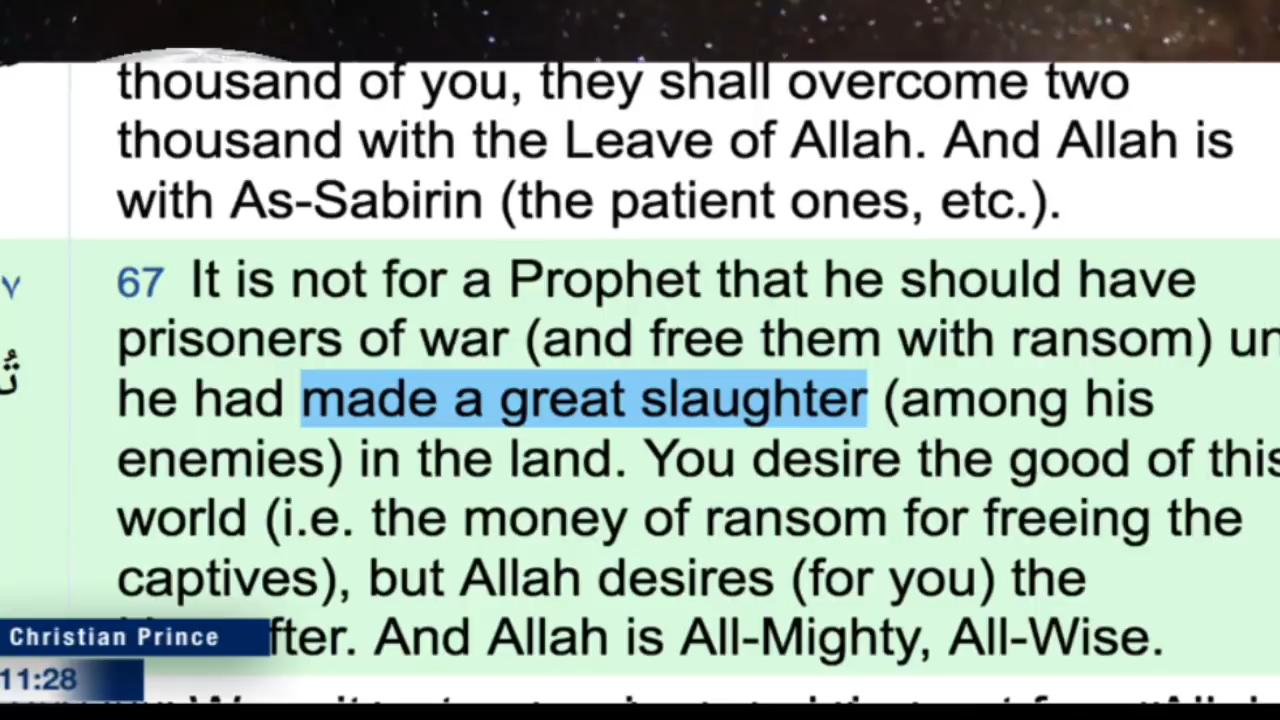 thousand of you, they shall overcome two
thousand with the Leave of Allah. And Allah is
with As-Sabirin (the patient ones, etc.).
67 It is not for a Prophet that he should have
prisoners of war (and free them with ransom) un
he had made a great slaughter (among his
enemies) in the land. You desire the good of this
world (i.e. the money of ransom for freeing the
captives), but Allah desires (for you) the
fter. And Allah is All-Mighty, All-Wise.
Christian Prince
11:28